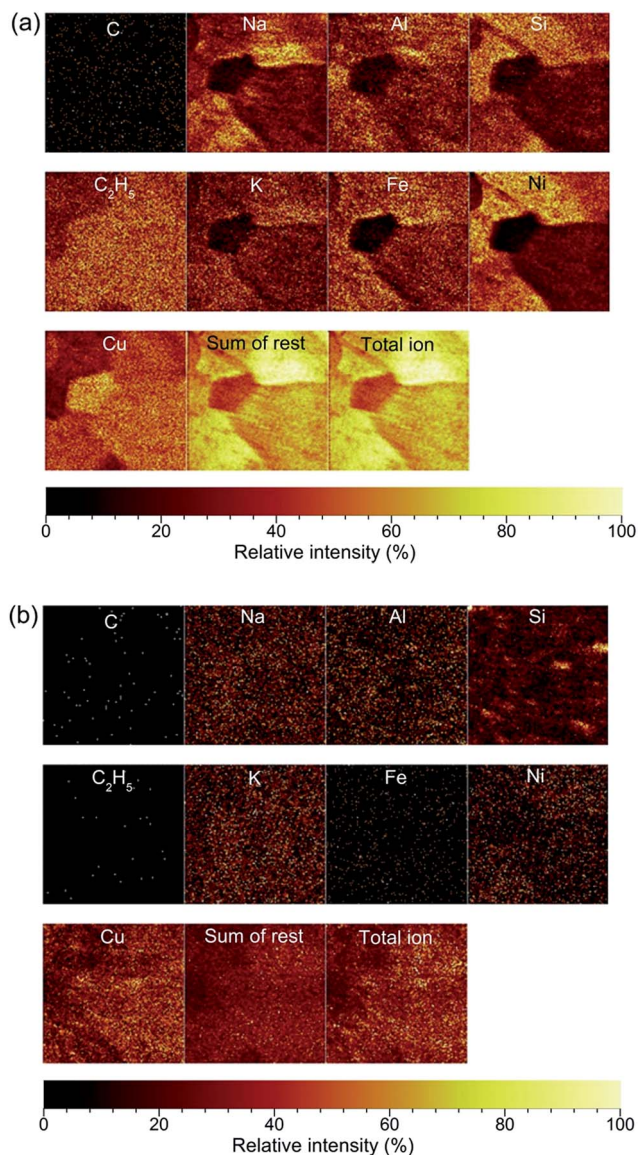 (a)
C Na Al Si
C₂H₅ K Fe Ni
Cu Sum of rest Total ion
0 20 40 60 80 100
Relative intensity (%)
(b)
C Na Al Si
C₂H₅ K Fe Ni
Cu Sum of rest Total ion
0 20 40 60 80 100
Relative intensity (%)